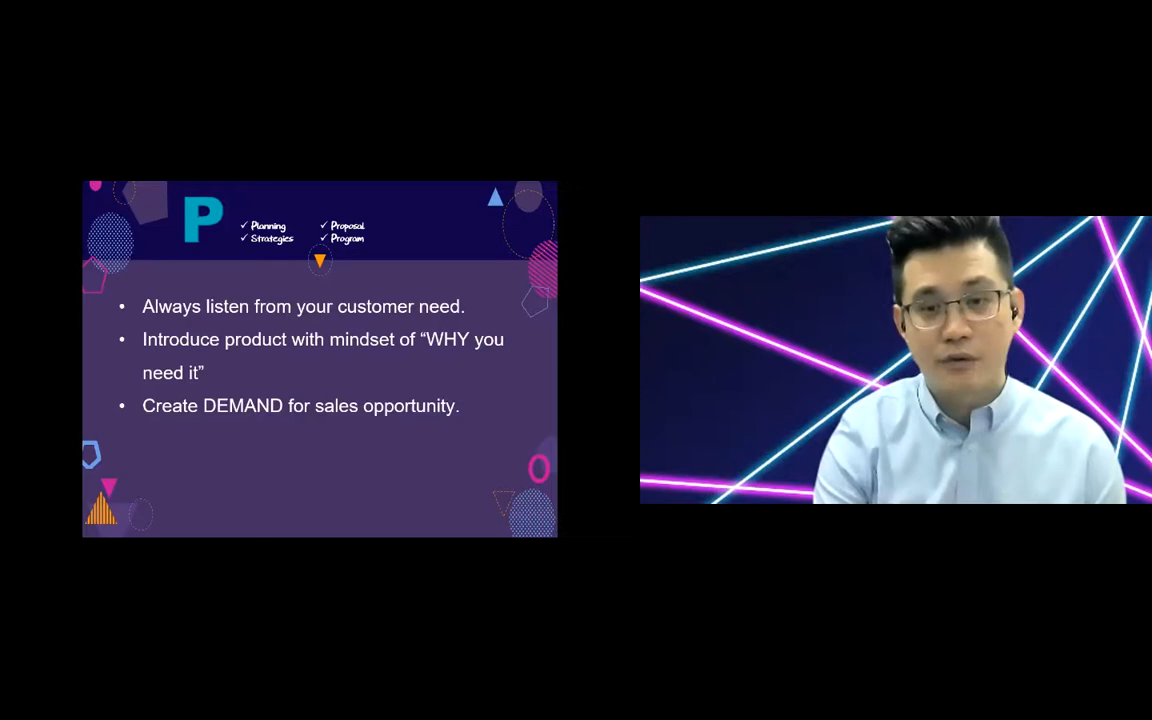 P
✓ Planning ✓ Proposal
✓ Strategies ✓ Program
• Always listen from your customer need.
• Introduce product with mindset of “WHY you
need it”
• Create DEMAND for sales opportunity.